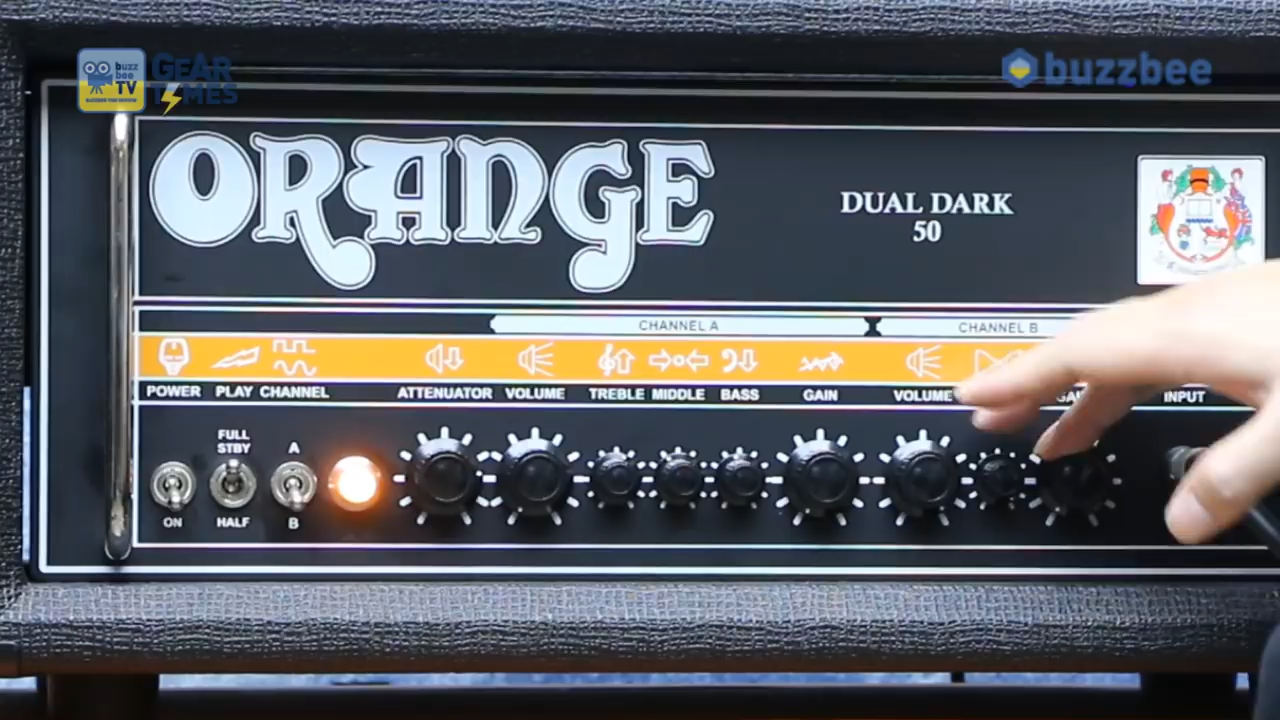 buzz
bee
TV
GEAR
TIMES
buzzbee
ORANGE
DUAL DARK
50
CHANNEL A
CHANNEL B
POWER PLAY CHANNEL ATTENUATOR VOLUME TREBLE MIDDLE BASS GAIN VOLUME INPUT
FULL
STBY A
ON HALF B